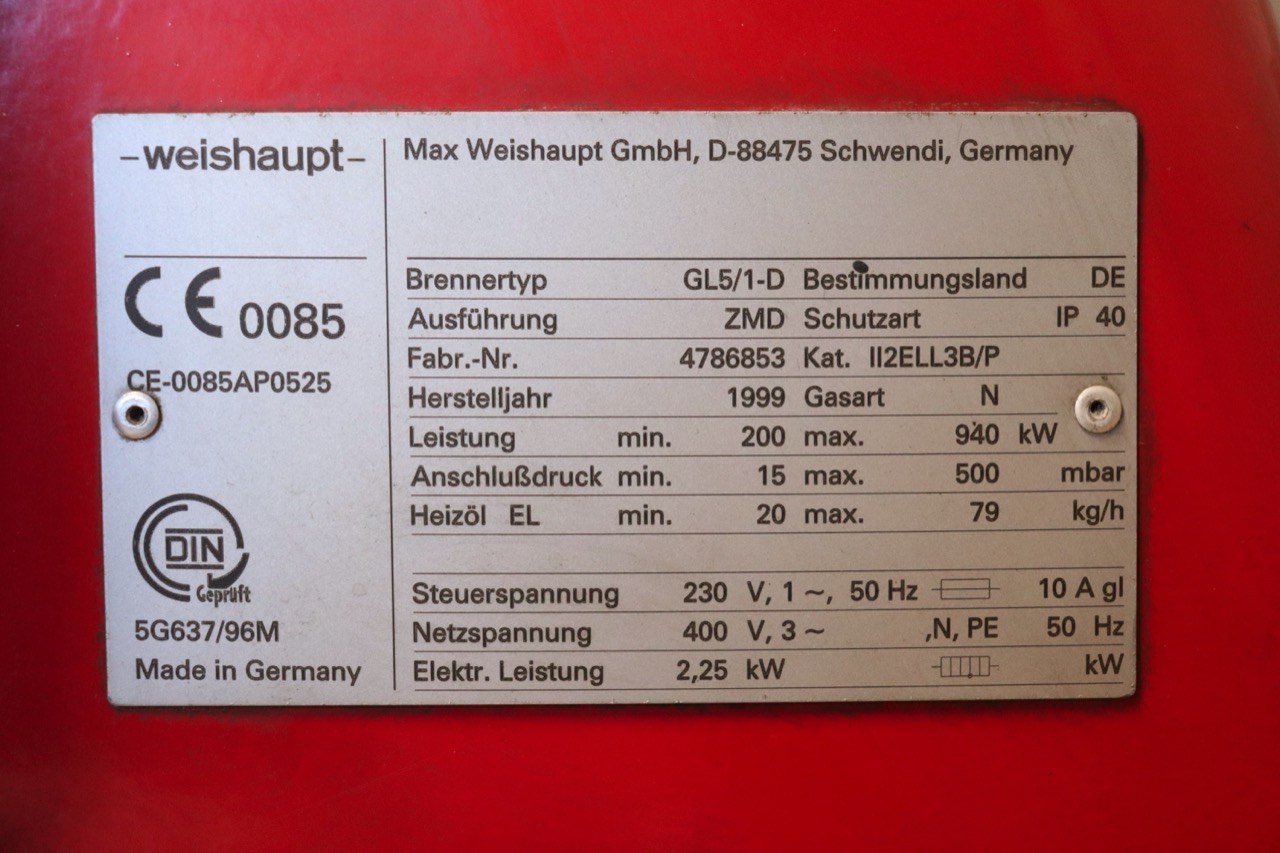 –weishaupt–
Max Weishaupt GmbH, D-88475 Schwendi, Germany
CE 0085
CE-0085AP0525
DIN
Geprüft
5G637/96M
Made in Germany
Brennertyp GL5/1-D Bestimmungsland DE
Ausführung ZMD Schutzart IP 40
Fabr.-Nr. 4786853 Kat. II2ELL3B/P
Herstelljahr 1999 Gasart N
Leistung min. 200 max. 940 kW
Anschlußdruck min. 15 max. 500 mbar
Heizöl EL min. 20 max. 79 kg/h
Steuerspannung 230 V, 1 ~, 50 Hz 10 A gl
Netzspannung 400 V, 3 ~ ,N, PE 50 Hz
Elektr. Leistung 2,25 kW kW